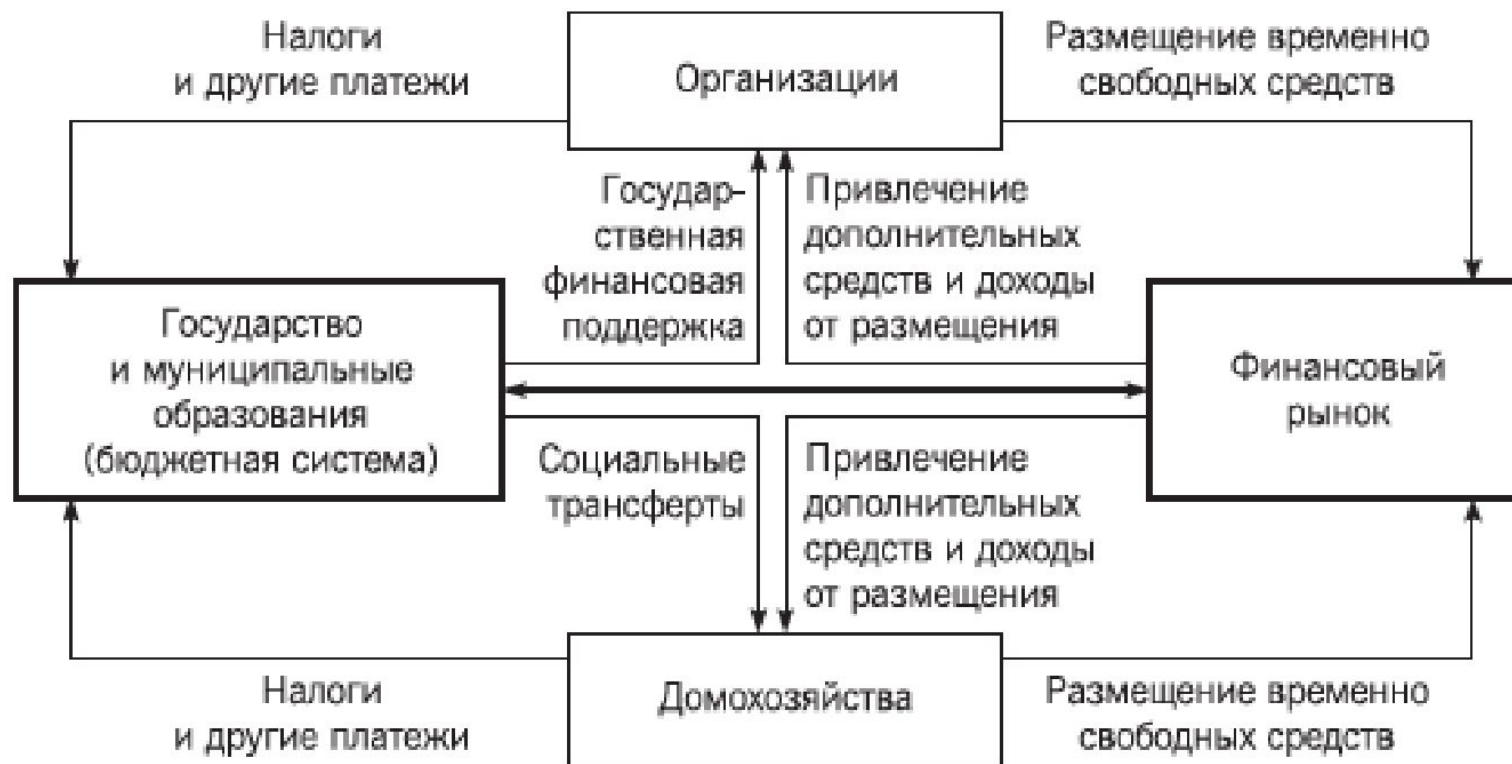 Налоги
и другие платежи
Организации
Размещение временно
свободных средств
Государ-
ственная
финансовая
поддержка
Привлечение
дополнительных
средств и доходы
от размещения
Государство
и муниципальные
образования
(бюджетная система)
Финансовый
рынок
Социальные
трансферты
Привлечение
дополнительных
средств и доходы
от размещения
Налоги
и другие платежи
Домохозяйства
Размещение временно
свободных средств